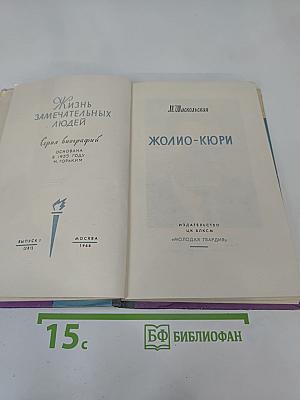 Жизнь
ЗАМЕЧАТЕЛЬНЫХ
ЛЮДЕЙ
Серия биографий
ОСНОВАНА
В 1933 ГОДУ
М. ГОРЬКИМ
ВЫПУСК
МОСКВА
1966
М. Шаскольская
ЖОЛИО-КЮРИ
ИЗДАТЕЛЬСТВО
ЦК ВЛКСМ
«МОЛОДАЯ ГВАРДИЯ»
15 с
БФ БИБЛИОФАН